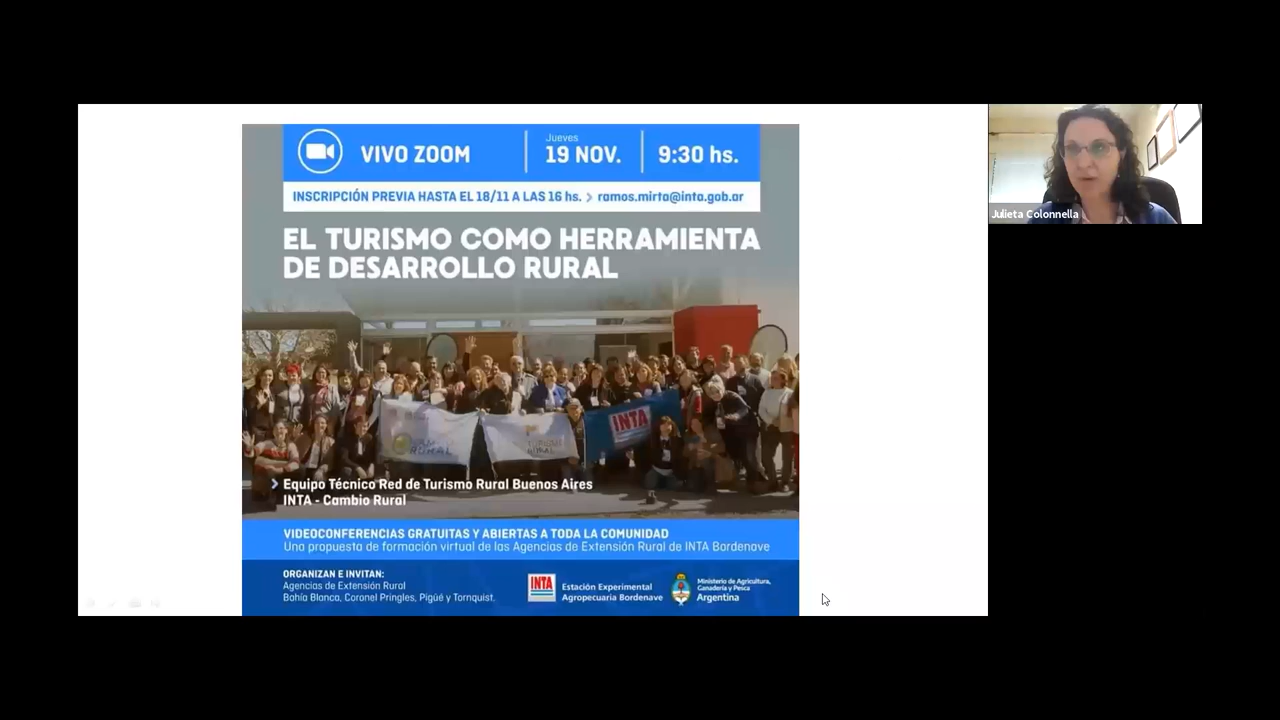 VIVO ZOOM
Jueves
19 NOV.
9:30 hs.
INSCRIPCIÓN PREVIA HASTA EL 18/11 A LAS 16 hs. > ramos.mirta@inta.gob.ar
EL TURISMO COMO HERRAMIENTA
DE DESARROLLO RURAL
RURAL
TURISMO
RURAL
INTA
> Equipo Técnico Red de Turismo Rural Buenos Aires
INTA - Cambio Rural
VIDEOCONFERENCIAS GRATUITAS Y ABIERTAS A TODA LA COMUNIDAD
Una propuesta de formación virtual de las Agencias de Extensión Rural de INTA Bordenave
ORGANIZAN E INVITAN:
Agencias de Extensión Rural
Bahía Blanca, Coronel Pringles, Pigüé y Tornquist.
INTA
Estación Experimental
Agropecuaria Bordenave
Ministerio de Agricultura,
Ganadería y Pesca
Argentina
Julieta Colonnella